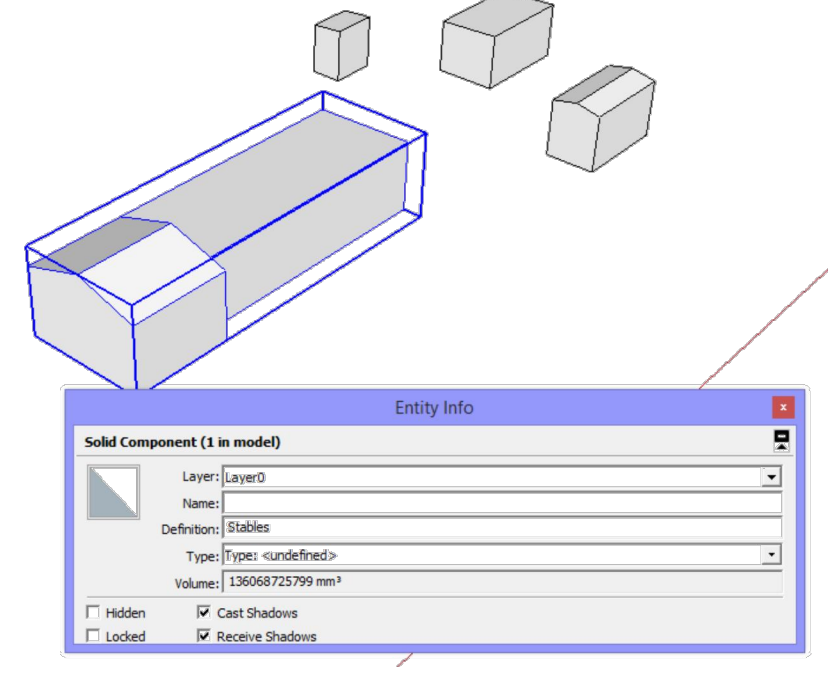 Entity Info
x
Solid Component (1 in model)
Layer: Layer0
Name:
Definition: Stables
Type: Type: <undefined>
Volume: 136068725799 mm³
Hidden Cast Shadows
Locked Receive Shadows